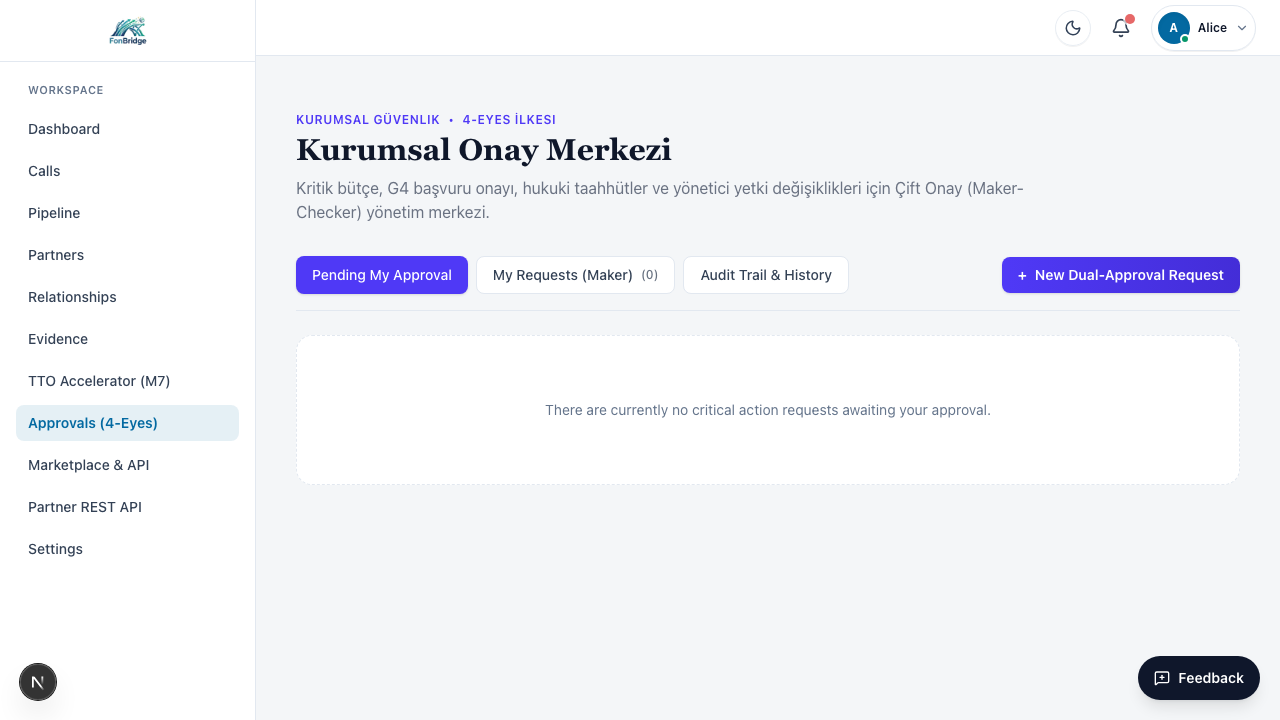 FonBridge
A
Alice
WORKSPACE
Dashboard
Calls
Pipeline
Partners
Relationships
Evidence
TTO Accelerator (M7)
Approvals (4-Eyes)
Marketplace & API
Partner REST API
Settings
N
KURUMSAL GÜVENLIK • 4-EYES İLKESI
Kurumsal Onay Merkezi
Kritik bütçe, G4 başvuru onayı, hukuki taahhütler ve yönetici yetki değişiklikleri için Çift Onay (Maker-
Checker) yönetim merkezi.
Pending My Approval
My Requests (Maker) (0)
Audit Trail & History
+ New Dual-Approval Request
There are currently no critical action requests awaiting your approval.
Feedback